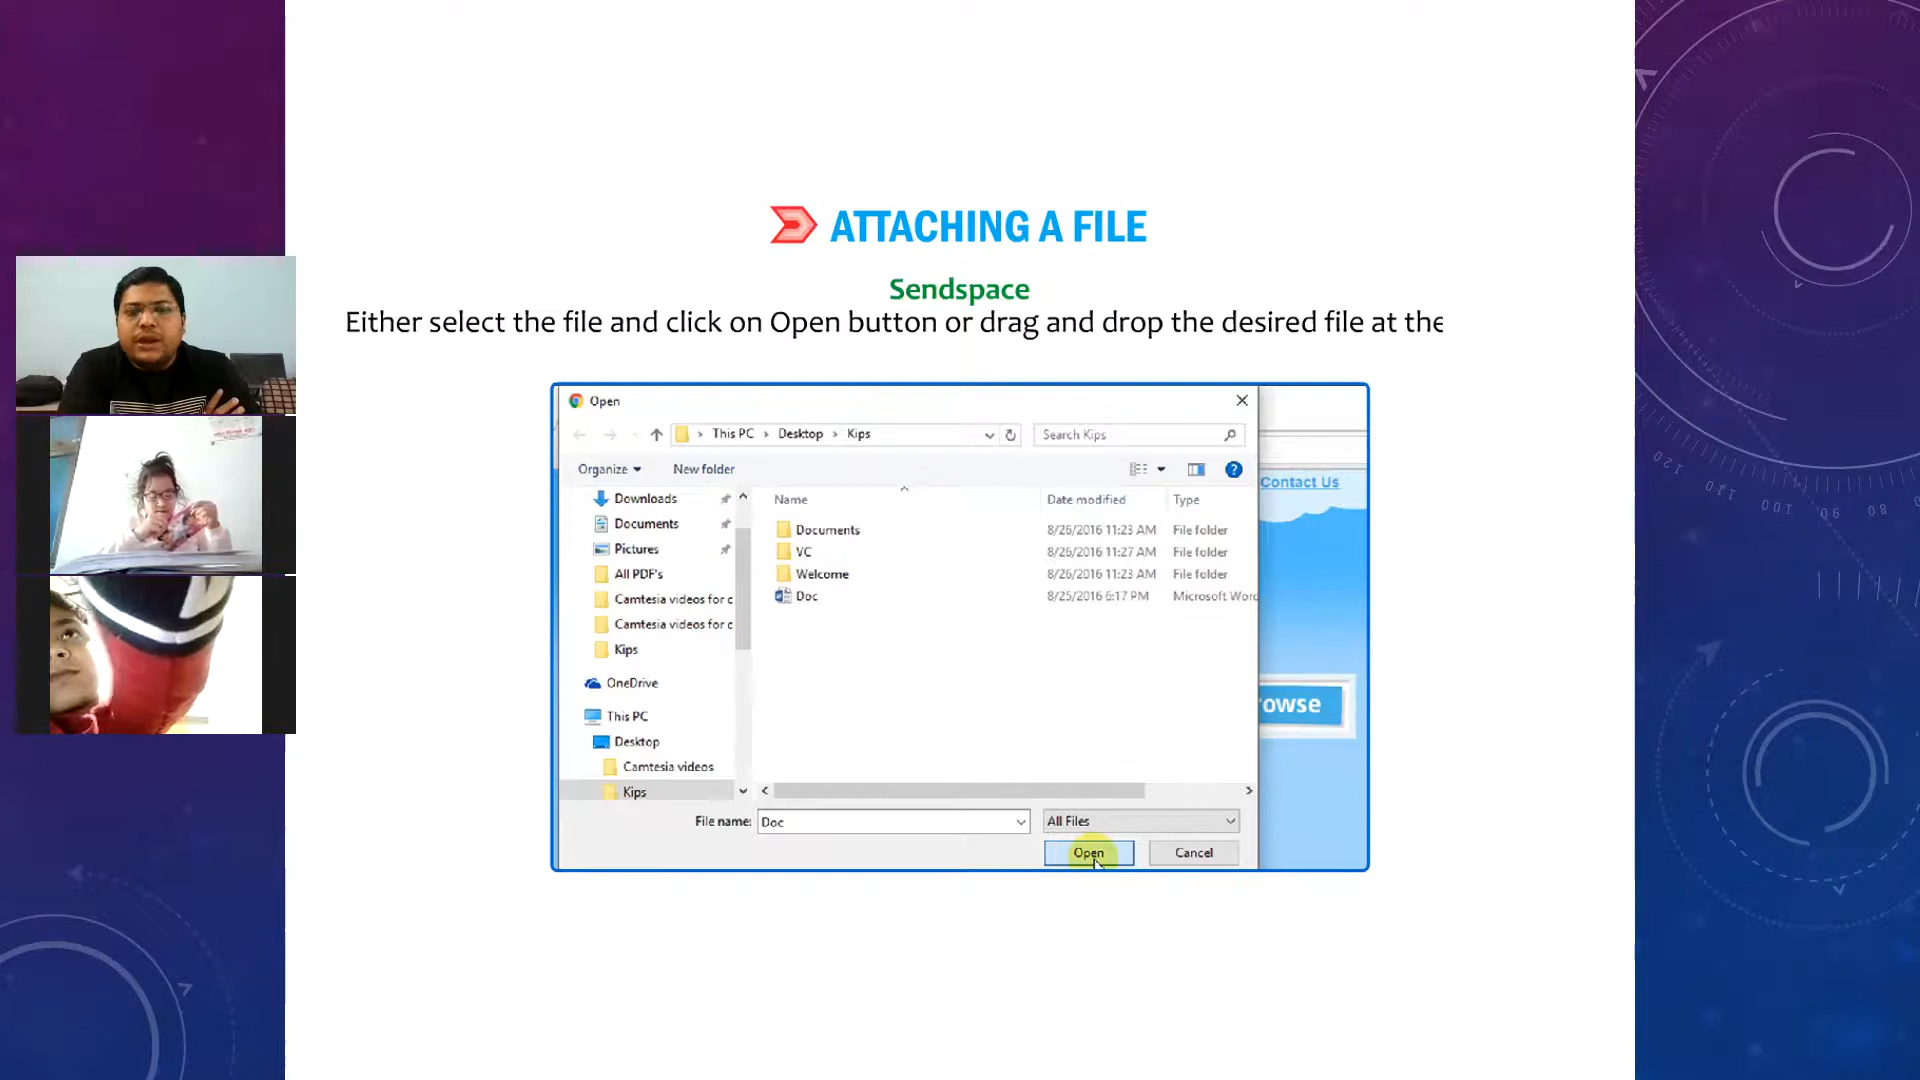 ATTACHING A FILE
Sendspace
Either select the file and click on Open button or drag and drop the desired file at the
Open
This PC > Desktop > Kips
Search Kips
Organize
New folder
Contact Us
Downloads
Documents
Pictures
All PDF's
Camtesia videos for c
Camtesia videos for c
Kips
OneDrive
This PC
Desktop
Camtesia videos
Kips
Name Date modified Type
Documents 8/26/2016 11:23 AM File folder
VC 8/26/2016 11:27 AM File folder
Welcome 8/26/2016 11:23 AM File folder
Doc 8/25/2016 6:17 PM Microsoft Word
owse
File name: Doc
All Files
Open
Cancel
120
110
100
90
80